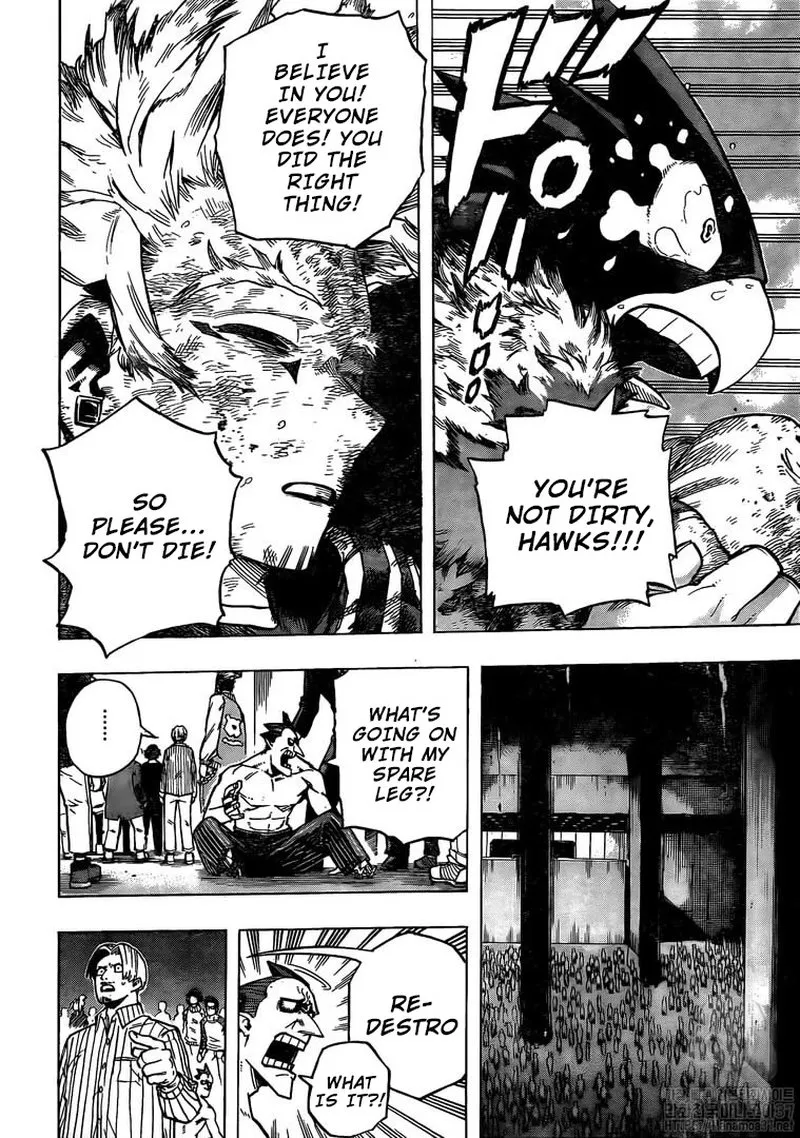 YOU'RE
NOT DIRTY,
HAWKS!!!
I
BELIEVE
IN YOU!
EVERYONE
DOES! YOU
DID THE
RIGHT
THING!
SO
PLEASE...
DON'T DIE!
WHAT'S
GOING ON
WITH MY
SPARE
LEG?!
......
RE-
DESTRO
WHAT
IS IT?!